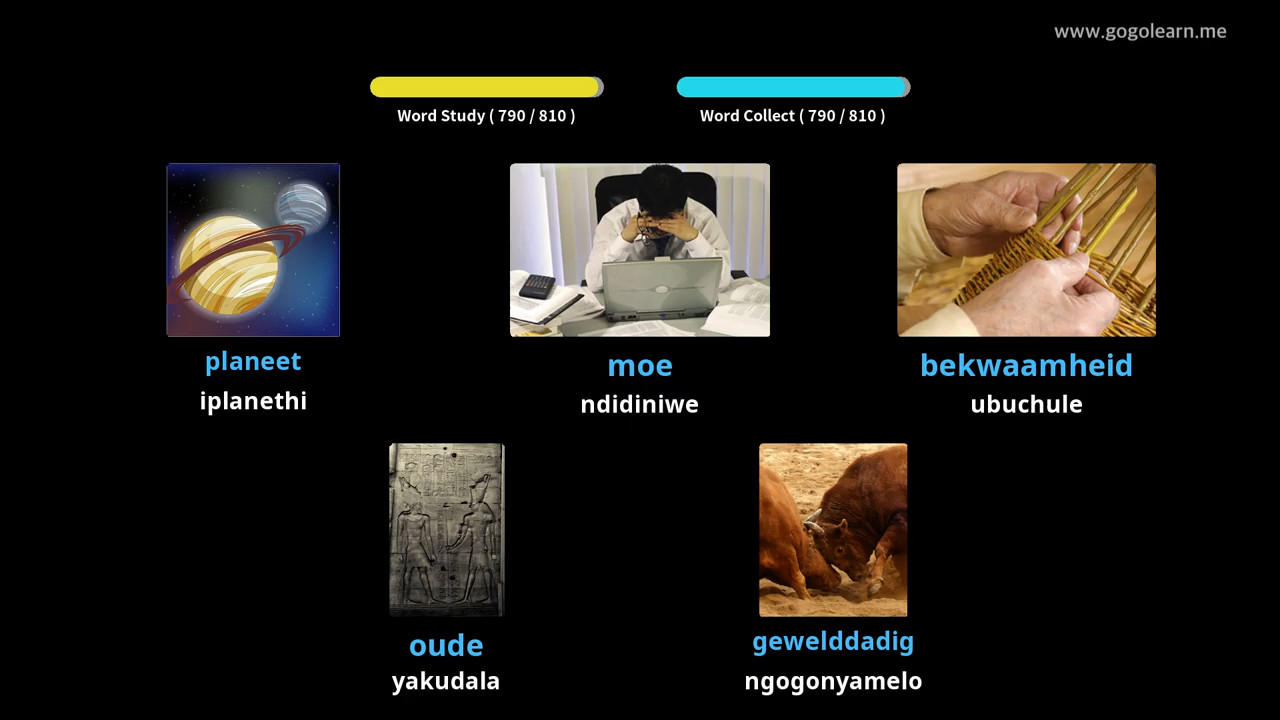 www.gogolearn.me
Word Study ( 790 / 810 )
Word Collect ( 790 / 810 )
planeet
iplanethi
moe
ndidiniwe
bekwaamheid
ubuchule
oude
yakudala
gewelddadig
ngogonyamelo